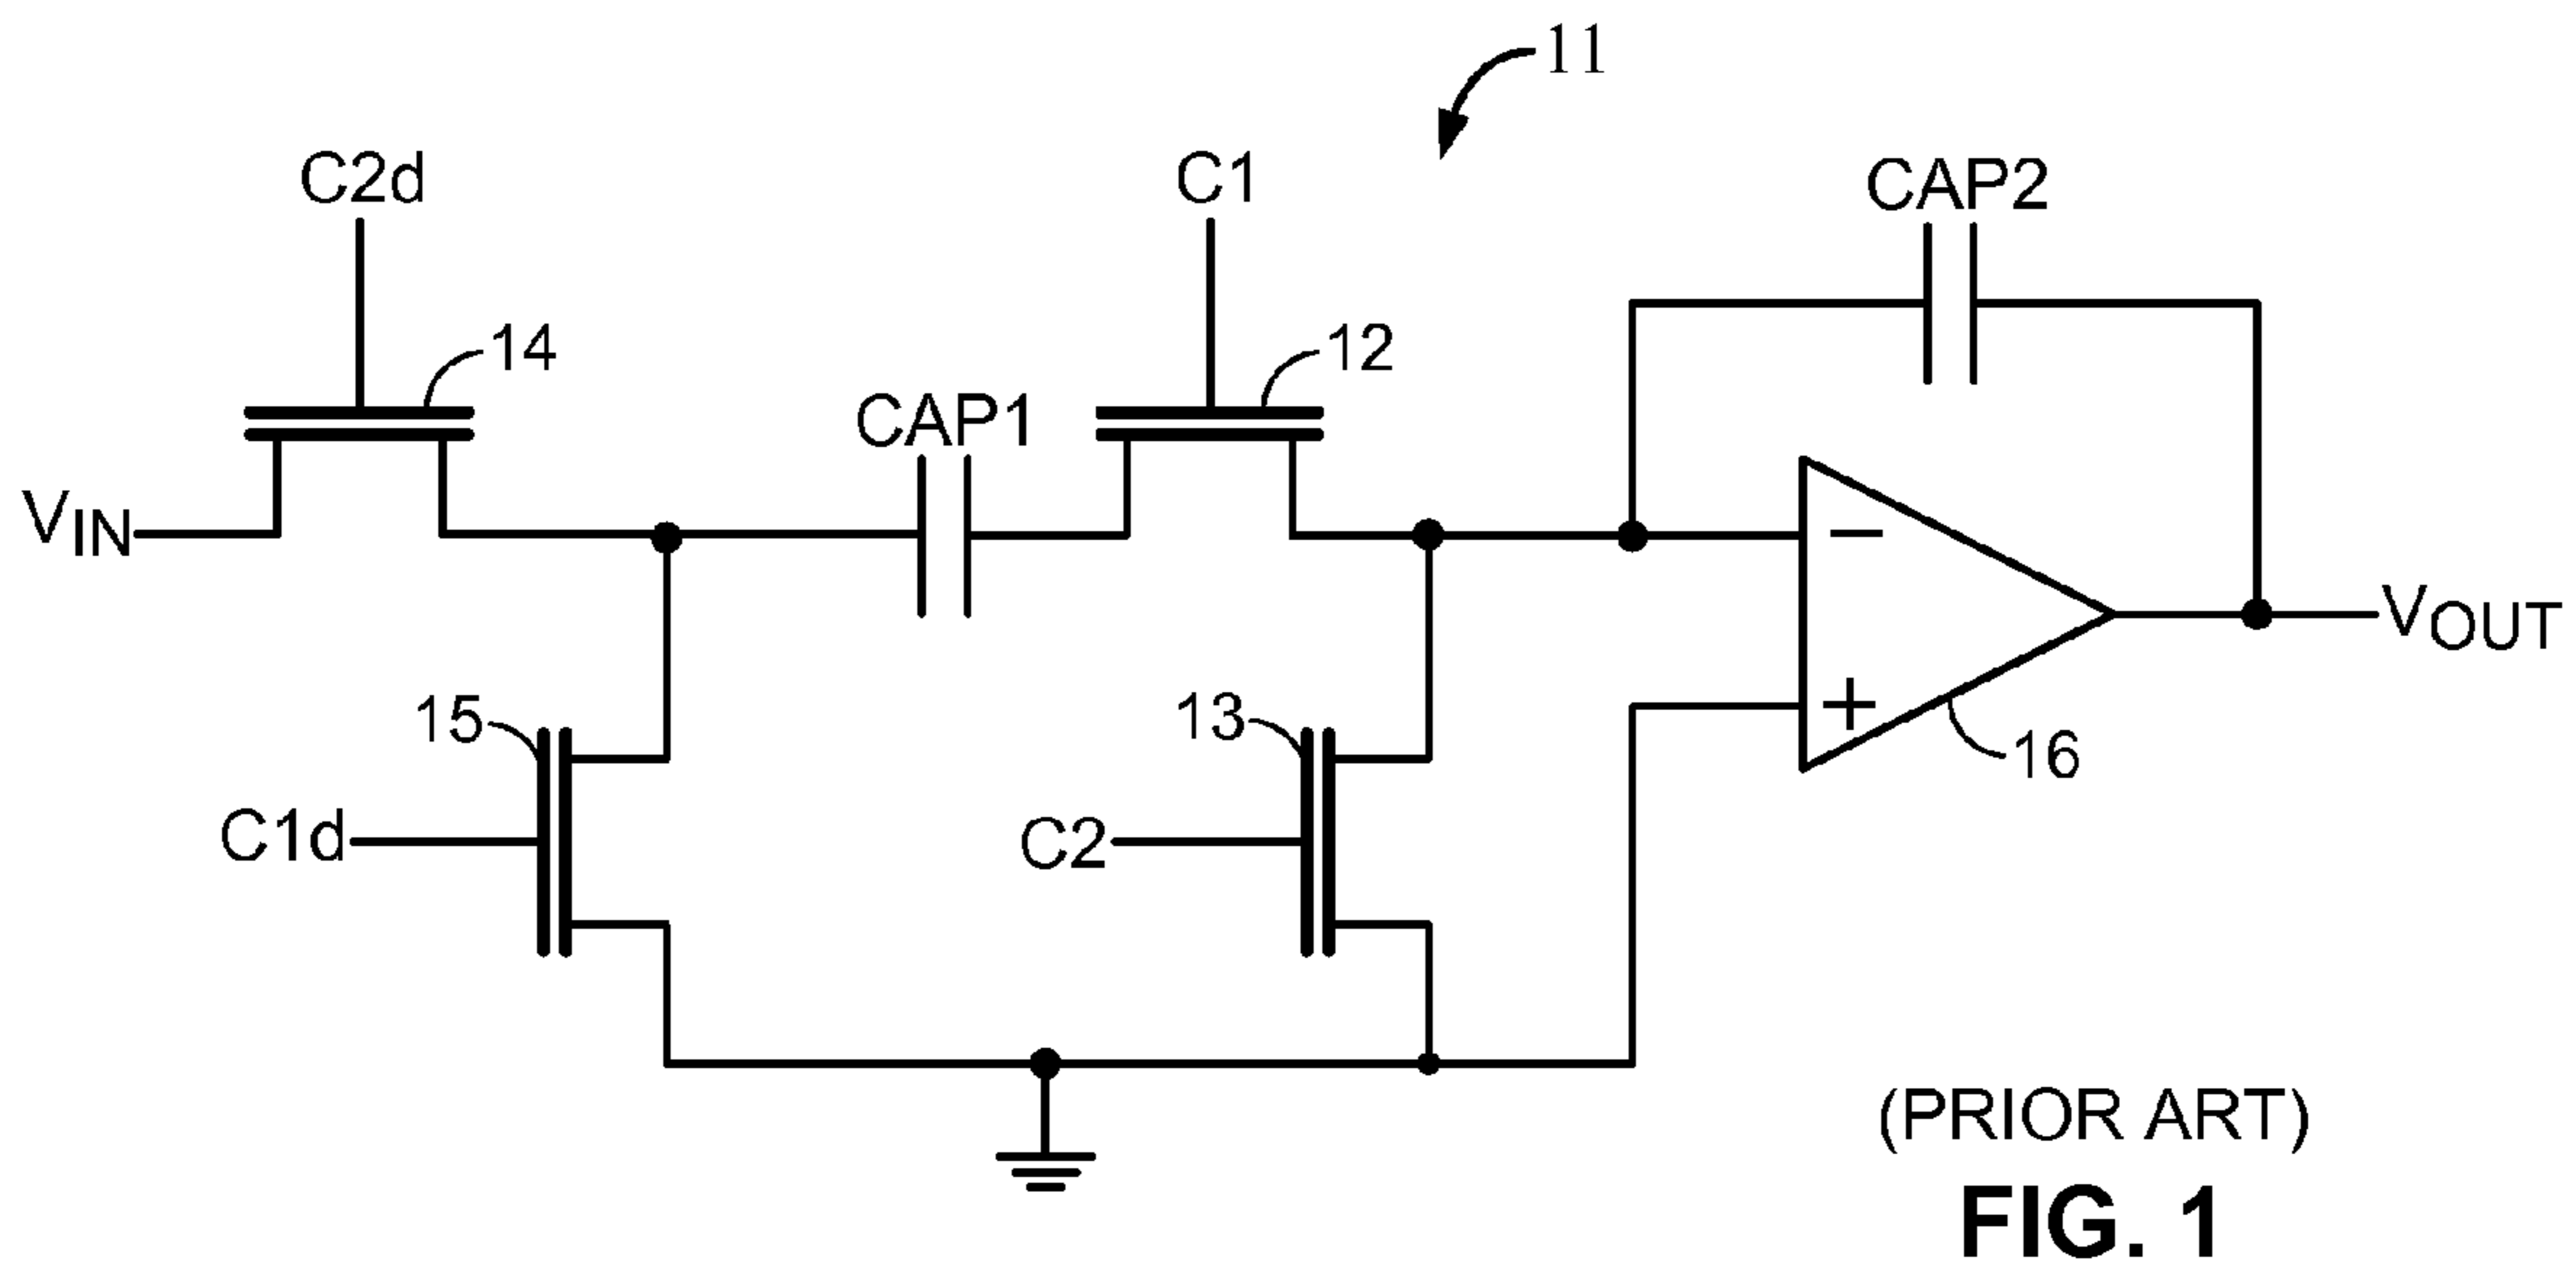 11
C2d
C1
CAP2
14
12
CAP1
VIN
−
VOUT
15
13
+
16
C1d
C2
(PRIOR ART)
FIG. 1